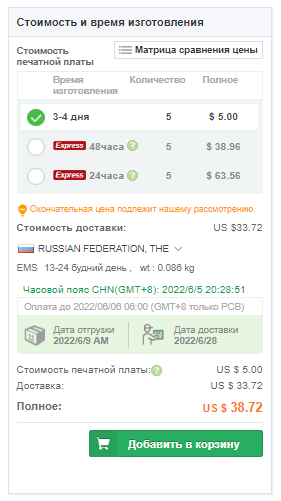 Стоимость и время изготовления
Стоимость печатной платы
Матрица сравнения цены
Время изготовления Количество Полное
3-4 дня 5 $ 5.00
Express 48часа ? 5 $ 38.96
Express 24часа ? 5 $ 63.56
Окончательная цена подлежит нашему рассмотрению.
Стоимость доставки: US $33.72
RUSSIAN FEDERATION, THE
EMS 13-24 будний день , wt : 0.086 kg
Часовой пояс CHN(GMT+8): 2022/6/5 20:28:51
Оплата до 2022/06/06 06:00 (GMT+8 только PCB)
Дата отгрузки Дата доставки
2022/6/9 AM 2022/6/28
Стоимость печатной платы: ? US $ 5.00
Доставка: US $ 33.72
Полное: US $ 38.72
Добавить в корзину